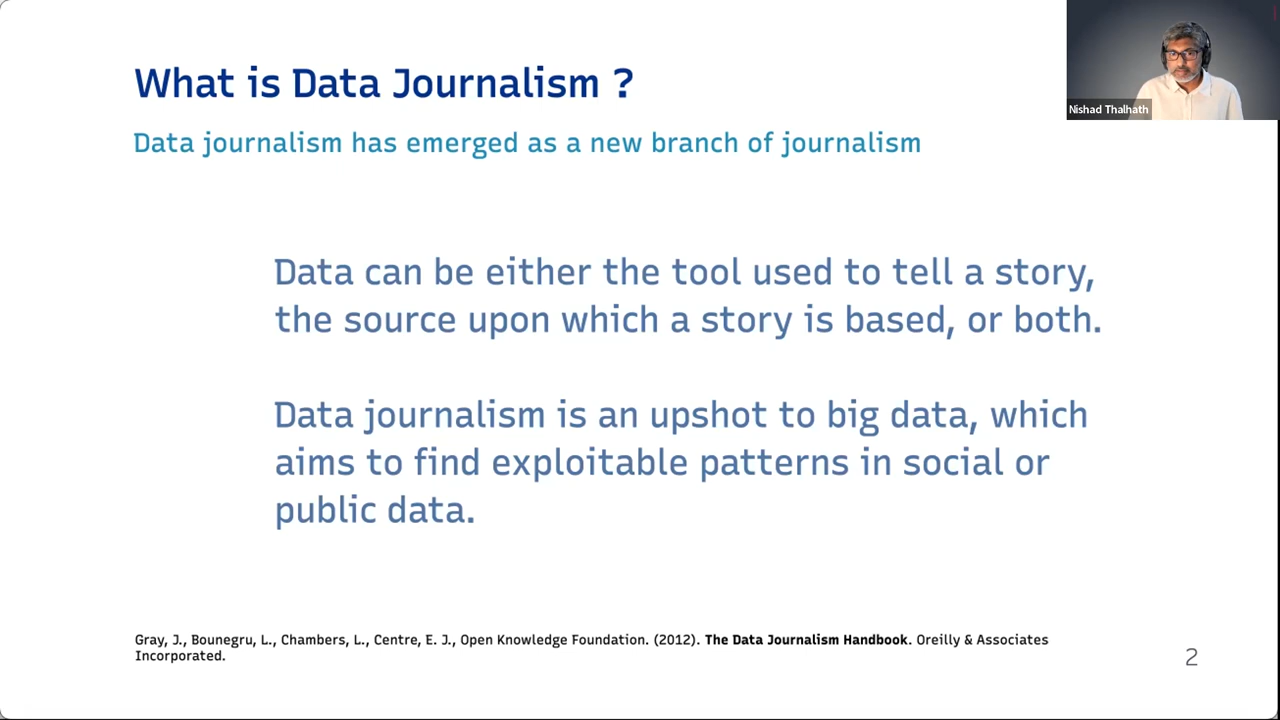 What is Data Journalism ?
Data journalism has emerged as a new branch of journalism
Nishad Thalhath
Data can be either the tool used to tell a story,
the source upon which a story is based, or both.
Data journalism is an upshot to big data, which
aims to find exploitable patterns in social or
public data.
Gray, J., Bounegru, L., Chambers, L., Centre, E. J., Open Knowledge Foundation. (2012). The Data Journalism Handbook. Oreilly & Associates
Incorporated.
2